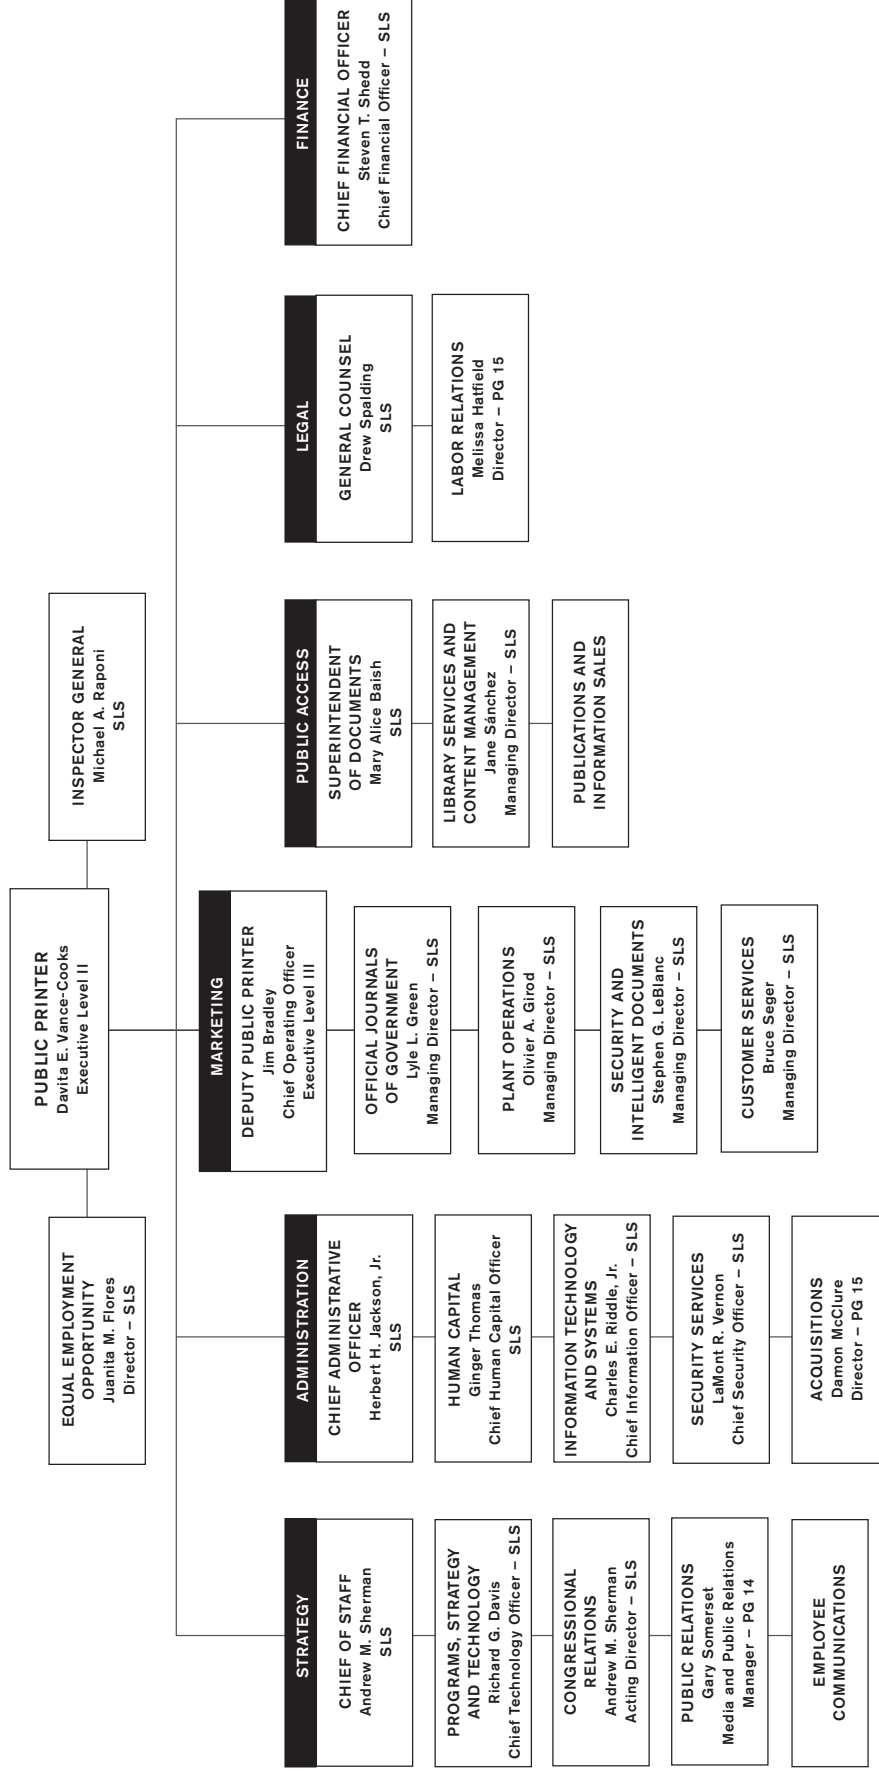 PUBLIC PRINTER
Davita E. Vance-Cooks
Executive Level II
EQUAL EMPLOYMENT
OPPORTUNITY
Juanita M. Flores
Director – SLS
INSPECTOR GENERAL
Michael A. Raponi
SLS
STRATEGY
CHIEF OF STAFF
Andrew M. Sherman
SLS
PROGRAMS, STRATEGY
AND TECHNOLOGY
Richard G. Davis
Chief Technology Officer – SLS
CONGRESSIONAL
RELATIONS
Andrew M. Sherman
Acting Director – SLS
PUBLIC RELATIONS
Gary Somerset
Media and Public Relations
Manager – PG 14
EMPLOYEE
COMMUNICATIONS
ADMINISTRATION
CHIEF ADMINISTRATIVE
OFFICER
Herbert H. Jackson, Jr.
SLS
HUMAN CAPITAL
Ginger Thomas
Chief Human Capital Officer
SLS
INFORMATION TECHNOLOGY
AND SYSTEMS
Charles E. Riddle, Jr.
Chief Information Officer – SLS
SECURITY SERVICES
LaMont R. Vernon
Chief Security Officer – SLS
ACQUISITIONS
Damon McClure
Director – PG 15
MARKETING
DEPUTY PUBLIC PRINTER
Jim Bradley
Chief Operating Officer
Executive Level III
OFFICIAL JOURNALS
OF GOVERNMENT
Lyle L. Green
Managing Director – SLS
PLANT OPERATIONS
Olivier A. Girod
Managing Director – SLS
SECURITY AND
INTELLIGENT DOCUMENTS
Stephen G. LeBlanc
Managing Director – SLS
CUSTOMER SERVICES
Bruce Seger
Managing Director – SLS
PUBLIC ACCESS
SUPERINTENDENT
OF DOCUMENTS
Mary Alice Baish
SLS
LIBRARY SERVICES AND
CONTENT MANAGEMENT
Jane Sánchez
Managing Director – SLS
PUBLICATIONS AND
INFORMATION SALES
LEGAL
GENERAL COUNSEL
Drew Spalding
SLS
LABOR RELATIONS
Melissa Hatfield
Director – PG 15
FINANCE
CHIEF FINANCIAL OFFICER
Steven T. Shedd
Chief Financial Officer – SLS